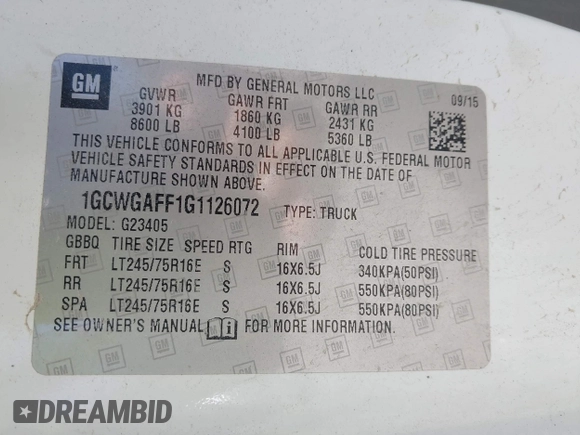 GM
MFD BY GENERAL MOTORS LLC
09/15
GVWR GAWR FRT GAWR RR
3901 KG 1860 KG 2431 KG
8600 LB 4100 LB 5360 LB
THIS VEHICLE CONFORMS TO ALL APPLICABLE U.S. FEDERAL MOTOR
VEHICLE SAFETY STANDARDS IN EFFECT ON THE DATE OF
MANUFACTURE SHOWN ABOVE.
1GCWGAFF1G1126072 TYPE: TRUCK
MODEL: G23405
GBBQ TIRE SIZE SPEED RTG RIM COLD TIRE PRESSURE
FRT LT245/75R16E S 16X6.5J 340KPA(50PSI)
RR LT245/75R16E S 16X6.5J 550KPA(80PSI)
SPA LT245/75R16E S 16X6.5J 550KPA(80PSI)
SEE OWNER'S MANUAL FOR MORE INFORMATION.
DREAMBID